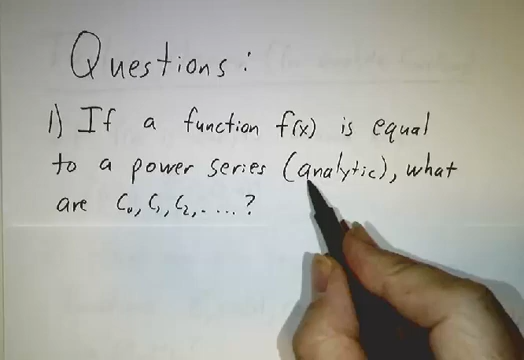 Questions:
1) If a function f(x) is equal
to a power series (analytic), what
are C₀, C₁, C₂, .....?